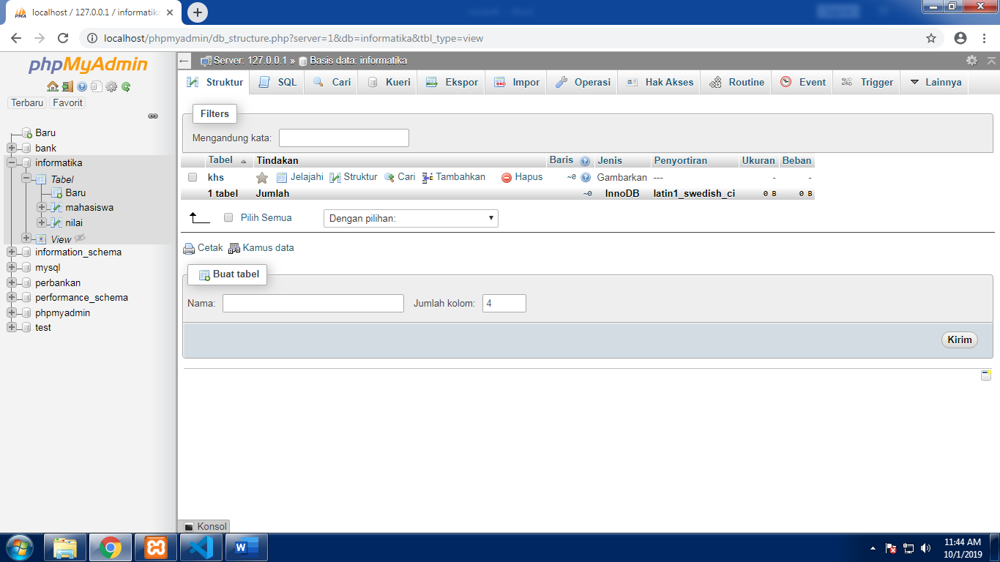 localhost / 127.0.0.1 / informatika
localhost/phpmyadmin/db_structure.php?server=1&db=informatika&tbl_type=view
phpMyAdmin
Terbaru Favorit
Baru
bank
informatika
Tabel
Baru
mahasiswa
nilai
View
information_schema
mysql
perbankan
performance_schema
phpmyadmin
test
Server: 127.0.0.1 » Basis data: informatika
Struktur SQL Cari Kueri Ekspor Impor Operasi Hak Akses Routine Event Trigger Lainnya
Filters
Mengandung kata:
Tabel Tindakan Baris Jenis Penyortiran Ukuran Beban
khs Jelajahi Struktur Cari Tambahkan Hapus ~0 Gambarkan --- - -
1 tabel Jumlah ~0 InnoDB latin1_swedish_ci 0 B 0 B
Pilih Semua Dengan pilihan:
Cetak Kamus data
Buat tabel
Nama: Jumlah kolom: 4
Kirim
Konsol
11:44 AM
10/1/2019